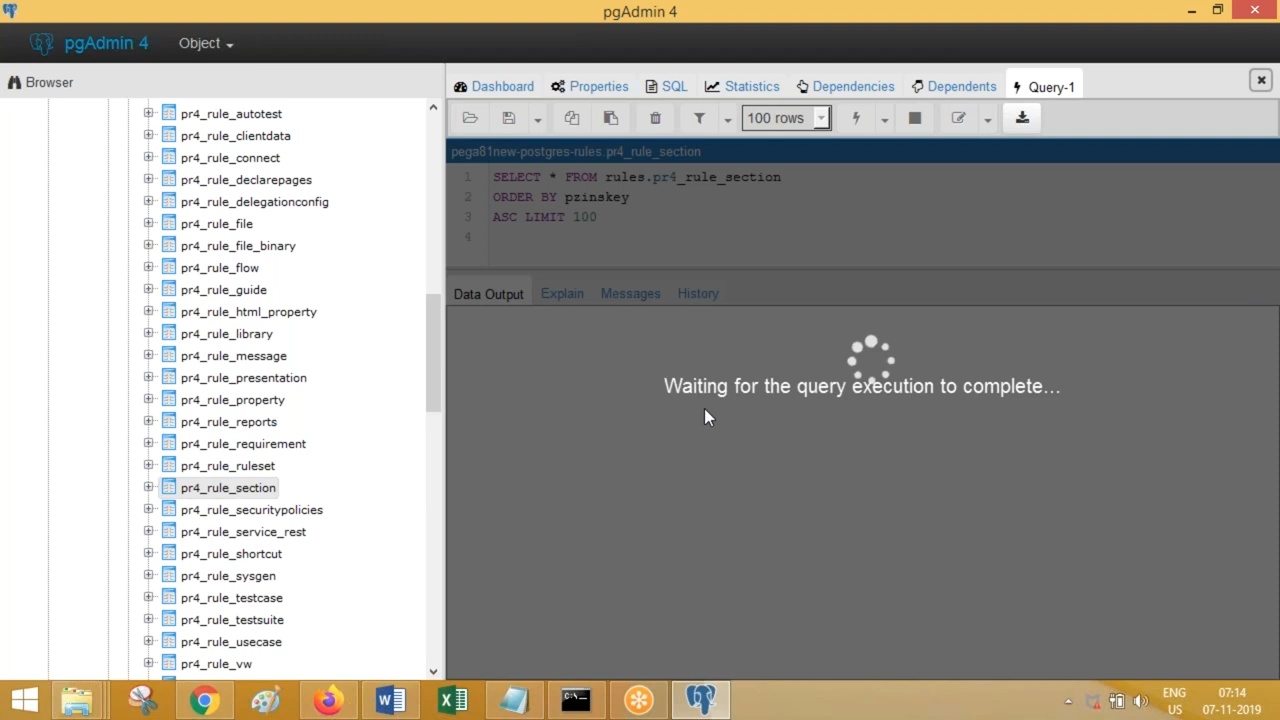 pgAdmin 4
pgAdmin 4 Object
Browser
Dashboard Properties SQL Statistics Dependencies Dependents Query-1
100 rows
pega81new-postgres-rules.pr4_rule_section
1 SELECT * FROM rules.pr4_rule_section
2 ORDER BY pzinskey
3 ASC LIMIT 100
4
Data Output Explain Messages History
Waiting for the query execution to complete...
pr4_rule_autotest
pr4_rule_clientdata
pr4_rule_connect
pr4_rule_declarepages
pr4_rule_delegationconfig
pr4_rule_file
pr4_rule_file_binary
pr4_rule_flow
pr4_rule_guide
pr4_rule_html_property
pr4_rule_library
pr4_rule_message
pr4_rule_presentation
pr4_rule_property
pr4_rule_reports
pr4_rule_requirement
pr4_rule_ruleset
pr4_rule_section
pr4_rule_securitypolicies
pr4_rule_service_rest
pr4_rule_shortcut
pr4_rule_sysgen
pr4_rule_testcase
pr4_rule_testsuite
pr4_rule_usecase
pr4_rule_vw
ENG 07:14
US 07-11-2019